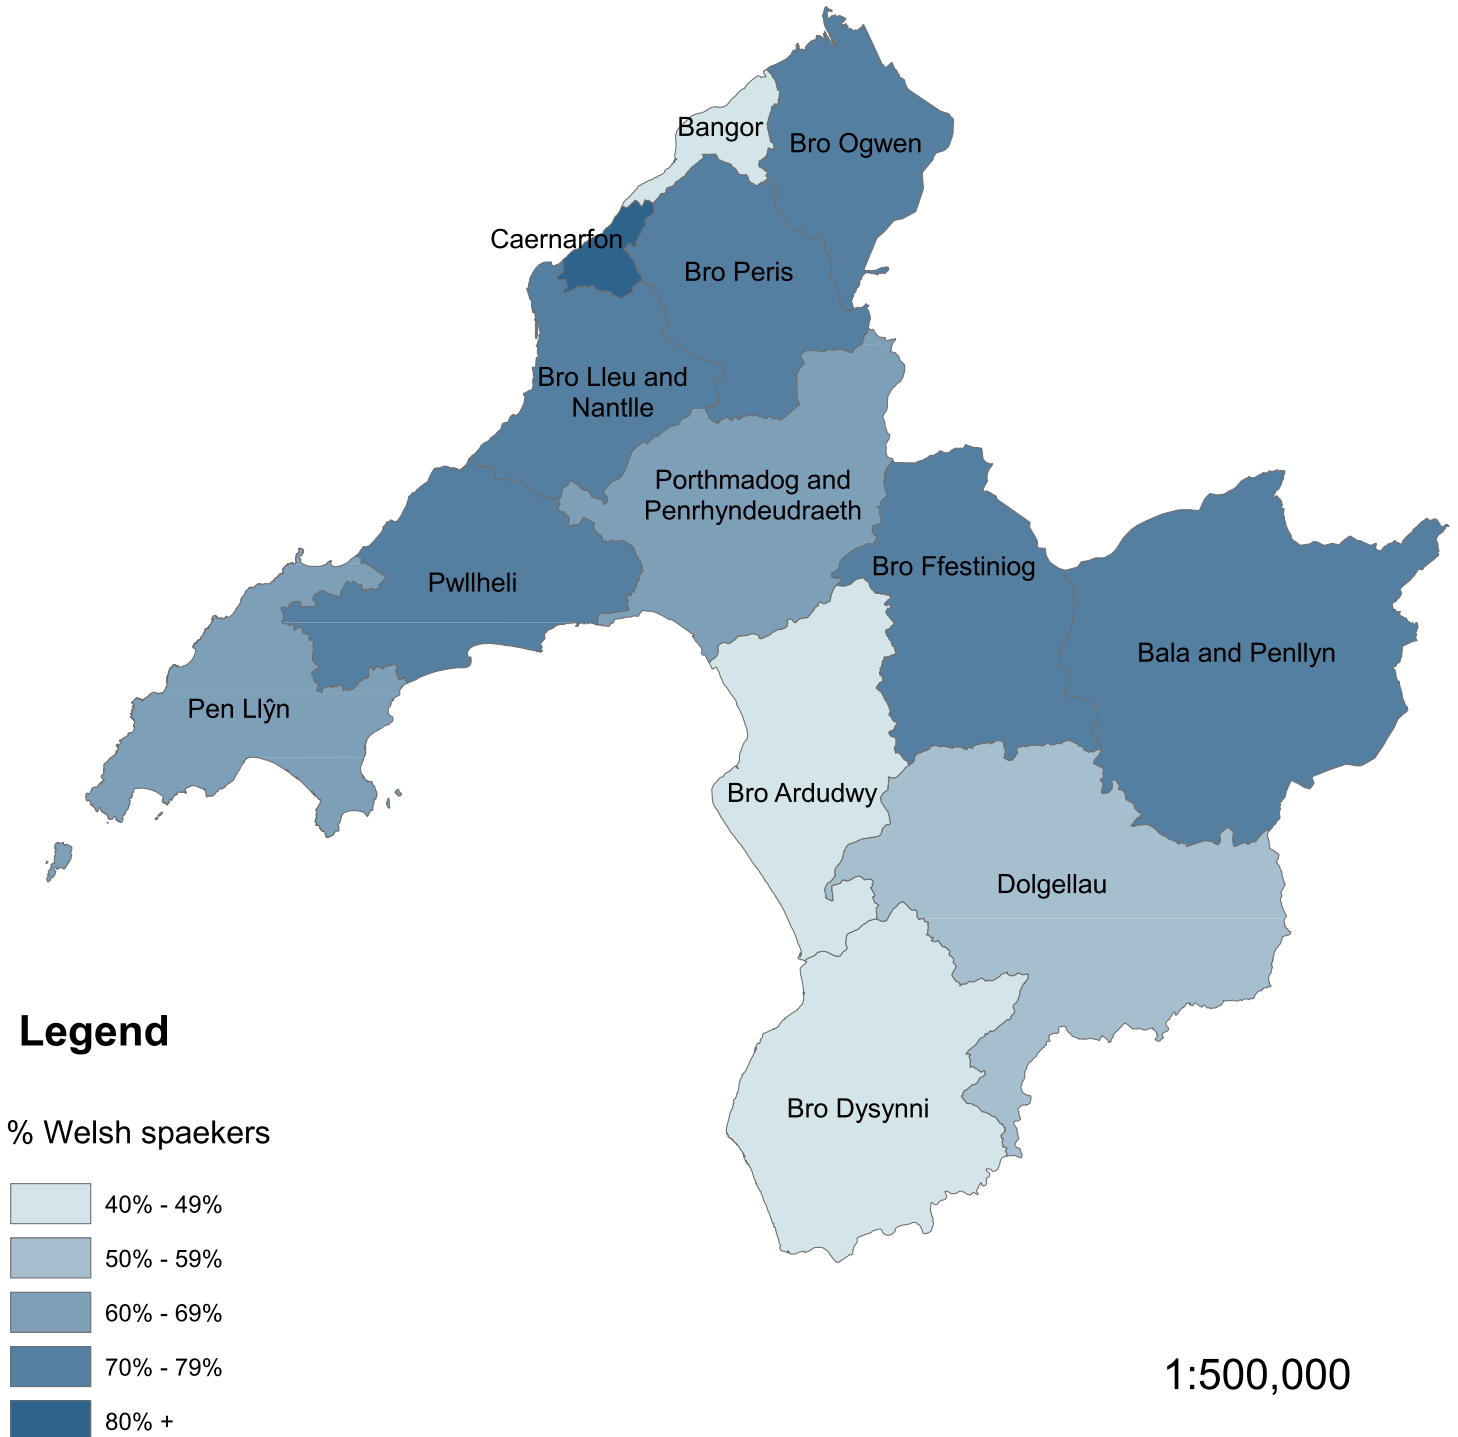 Bangor
Bro Ogwen
Caernarfon
Bro Peris
Bro Lleu and
Nantlle
Porthmadog and
Penrhyndeudraeth
Bro Ffestiniog
Pwllheli
Bala and Penllyn
Pen Llŷn
Bro Ardudwy
Dolgellau
Bro Dysynni
Legend
% Welsh spaekers
40% - 49%
50% - 59%
60% - 69%
70% - 79%
80% +
1:500,000